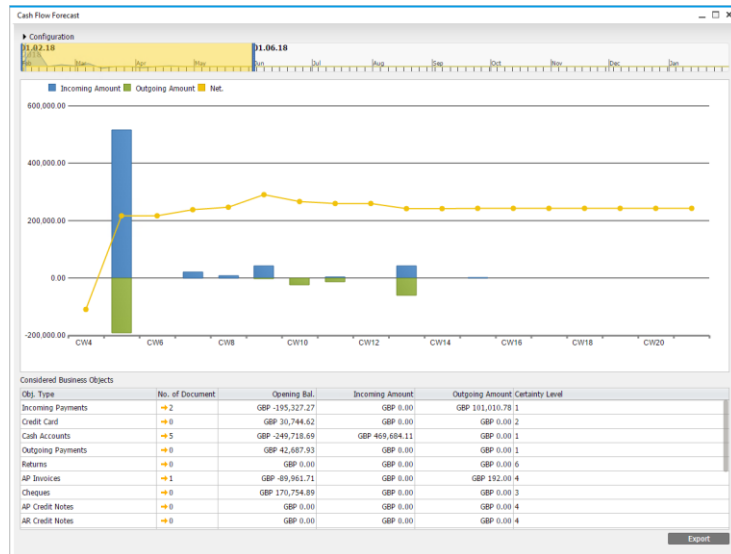 Cash Flow Forecast
Configuration
01.02.18 01.06.18
2018
Feb Mar Apr May Jun Jul Aug Sep Oct Nov Dec Jan
Incoming Amount Outgoing Amount Net.
600,000.00
400,000.00
200,000.00
0.00
-200,000.00
CW4 CW6 CW8 CW10 CW12 CW14 CW16 CW18 CW20
Considered Business Objects
Obj. Type No. of Document Opening Bal. Incoming Amount Outgoing Amount Certainty Level
Incoming Payments 2 GBP -195,327.27 GBP 0.00 GBP 101,010.78 1
Credit Card 0 GBP 30,744.62 GBP 0.00 GBP 0.00 2
Cash Accounts 5 GBP -249,718.69 GBP 469,684.11 GBP 0.00 1
Outgoing Payments 0 GBP 42,687.93 GBP 0.00 GBP 0.00 1
Returns 0 GBP 0.00 GBP 0.00 GBP 0.00 6
AP Invoices 1 GBP -89,961.71 GBP 0.00 GBP 192.00 4
Cheques 0 GBP 170,754.89 GBP 0.00 GBP 0.00 3
AP Credit Notes 0 GBP 0.00 GBP 0.00 GBP 0.00 4
AR Credit Notes 0 GBP 0.00 GBP 0.00 GBP 0.00 4
Export